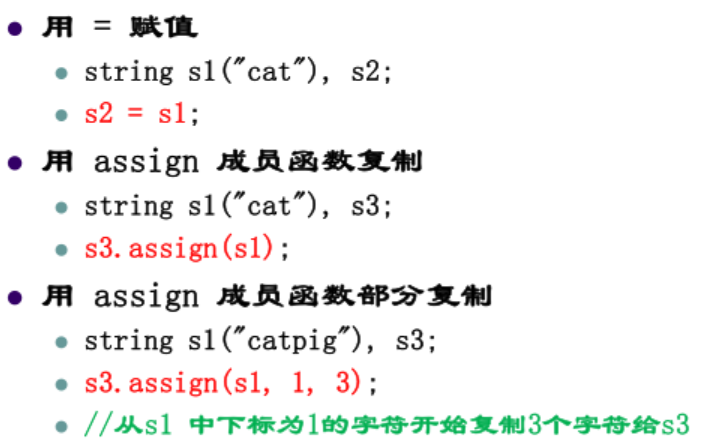 用 = 赋值
string s1("cat"), s2;
s2 = s1;
用 assign 成员函数复制
string s1("cat"), s3;
s3.assign(s1);
用 assign 成员函数部分复制
string s1("catpig"), s3;
s3.assign(s1, 1, 3);
//从s1 中下标为1的字符开始复制3个字符给s3